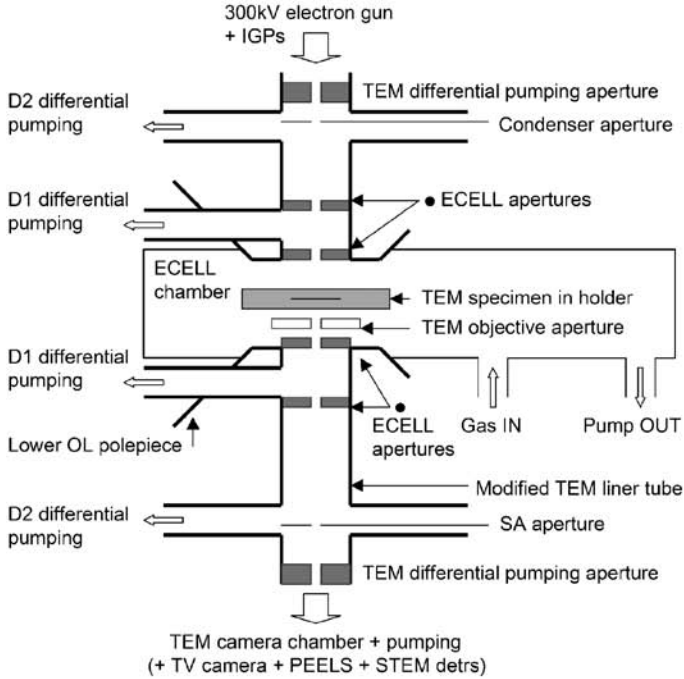 300kV electron gun
+ IGPs
TEM differential pumping aperture
D2 differential
pumping
Condenser aperture
D1 differential
pumping
● ECELL apertures
ECELL
chamber
TEM specimen in holder
TEM objective aperture
D1 differential
pumping
●
ECELL
apertures
Gas IN
Pump OUT
Lower OL polepiece
Modified TEM liner tube
D2 differential
pumping
SA aperture
TEM differential pumping aperture
TEM camera chamber + pumping
(+ TV camera + PEELS + STEM detrs)